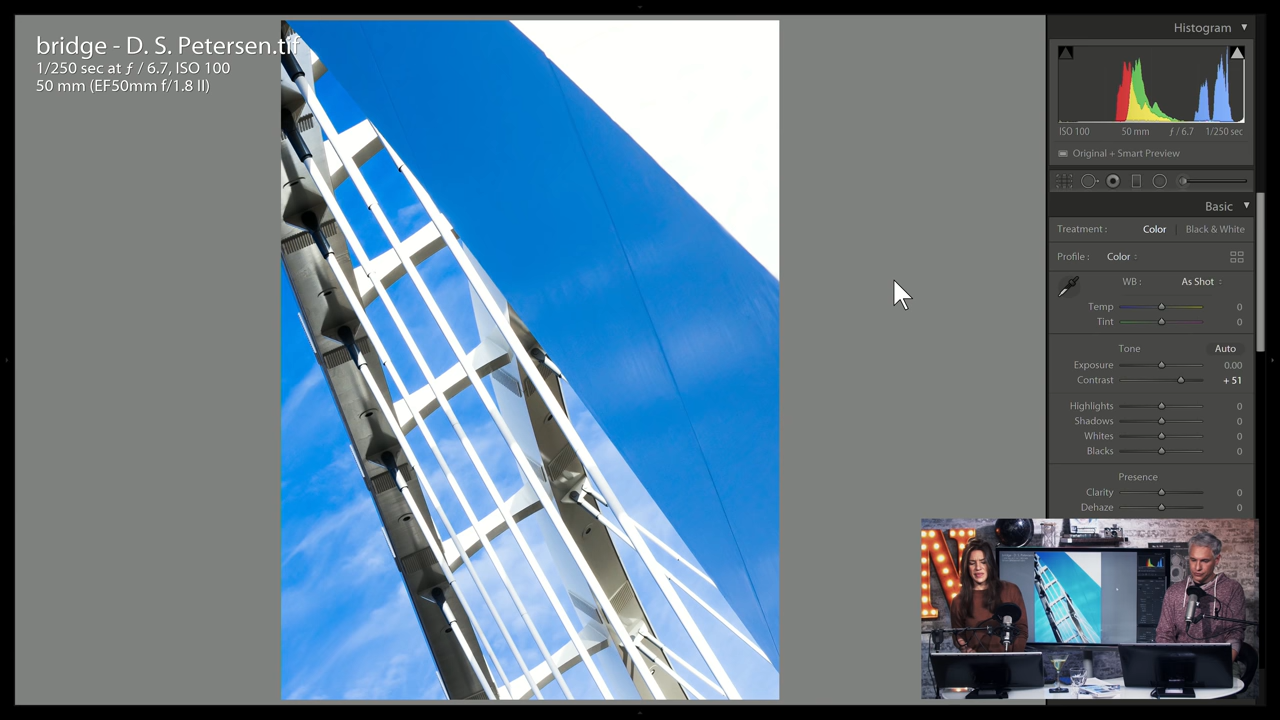 bridge - D. S. Petersen.tif
1/250 sec at ƒ / 6.7, ISO 100
50 mm (EF50mm f/1.8 II)
Histogram
ISO 100 50 mm ƒ / 6.7 1/250 sec
Original + Smart Preview
Basic
Treatment : Color Black & White
Profile : Color
WB : As Shot
Temp 0
Tint 0
Tone Auto
Exposure 0.00
Contrast + 51
Highlights 0
Shadows 0
Whites 0
Blacks 0
Presence
Clarity 0
Dehaze 0
N